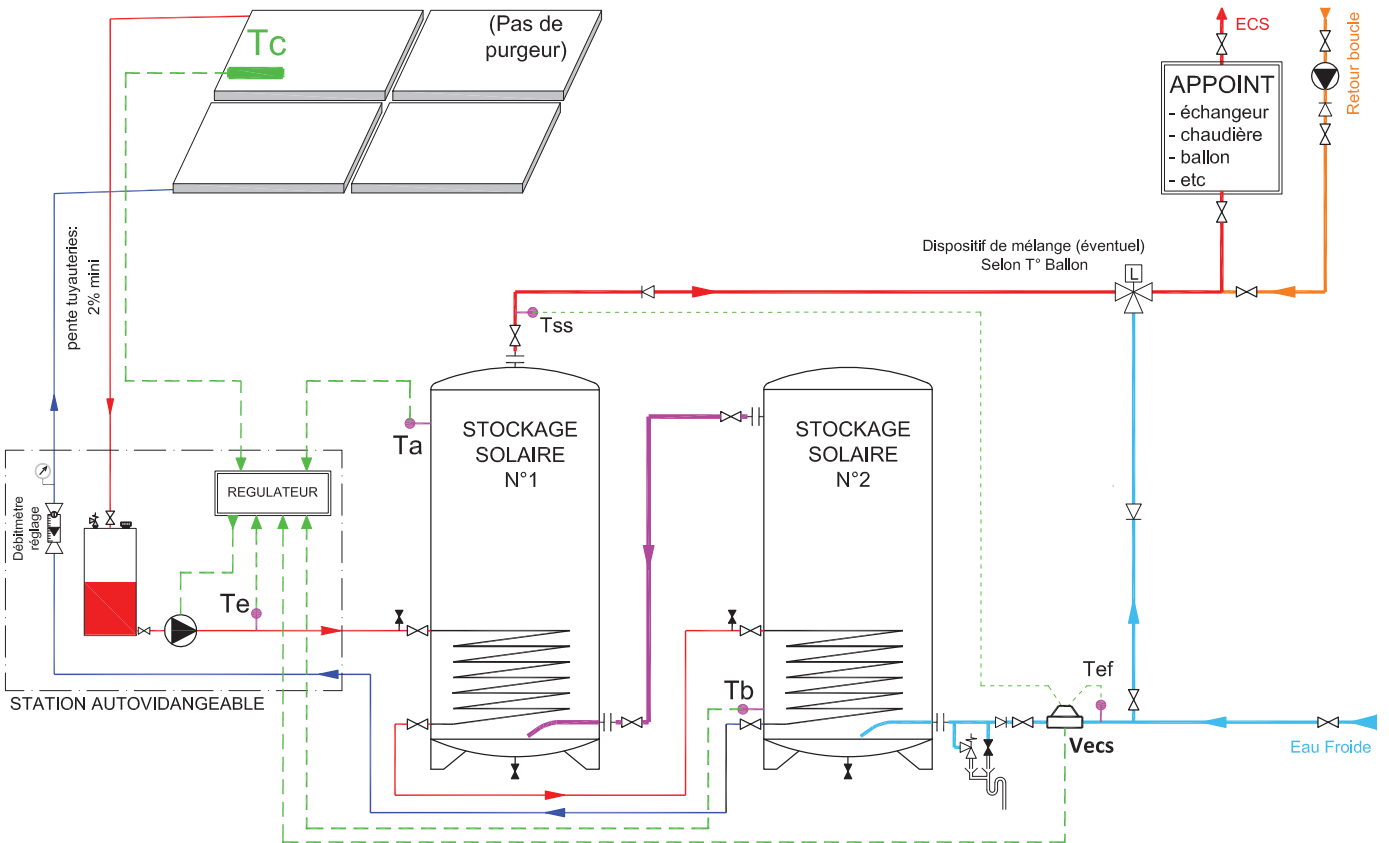 Tc
(Pas de
purgeur)
ECS
Retour boucle
APPOINT
- échangeur
- chaudière
- ballon
- etc
pente tuyauteries:
2% mini
Dispositif de mélange (éventuel)
Selon T° Ballon
L
Tss
Ta
STOCKAGE
SOLAIRE
N°1
STOCKAGE
SOLAIRE
N°2
REGULATEUR
Débitmètre
réglage
Te
Tb
Tef
STATION AUTOVIDANGEABLE
Vecs
Eau Froide